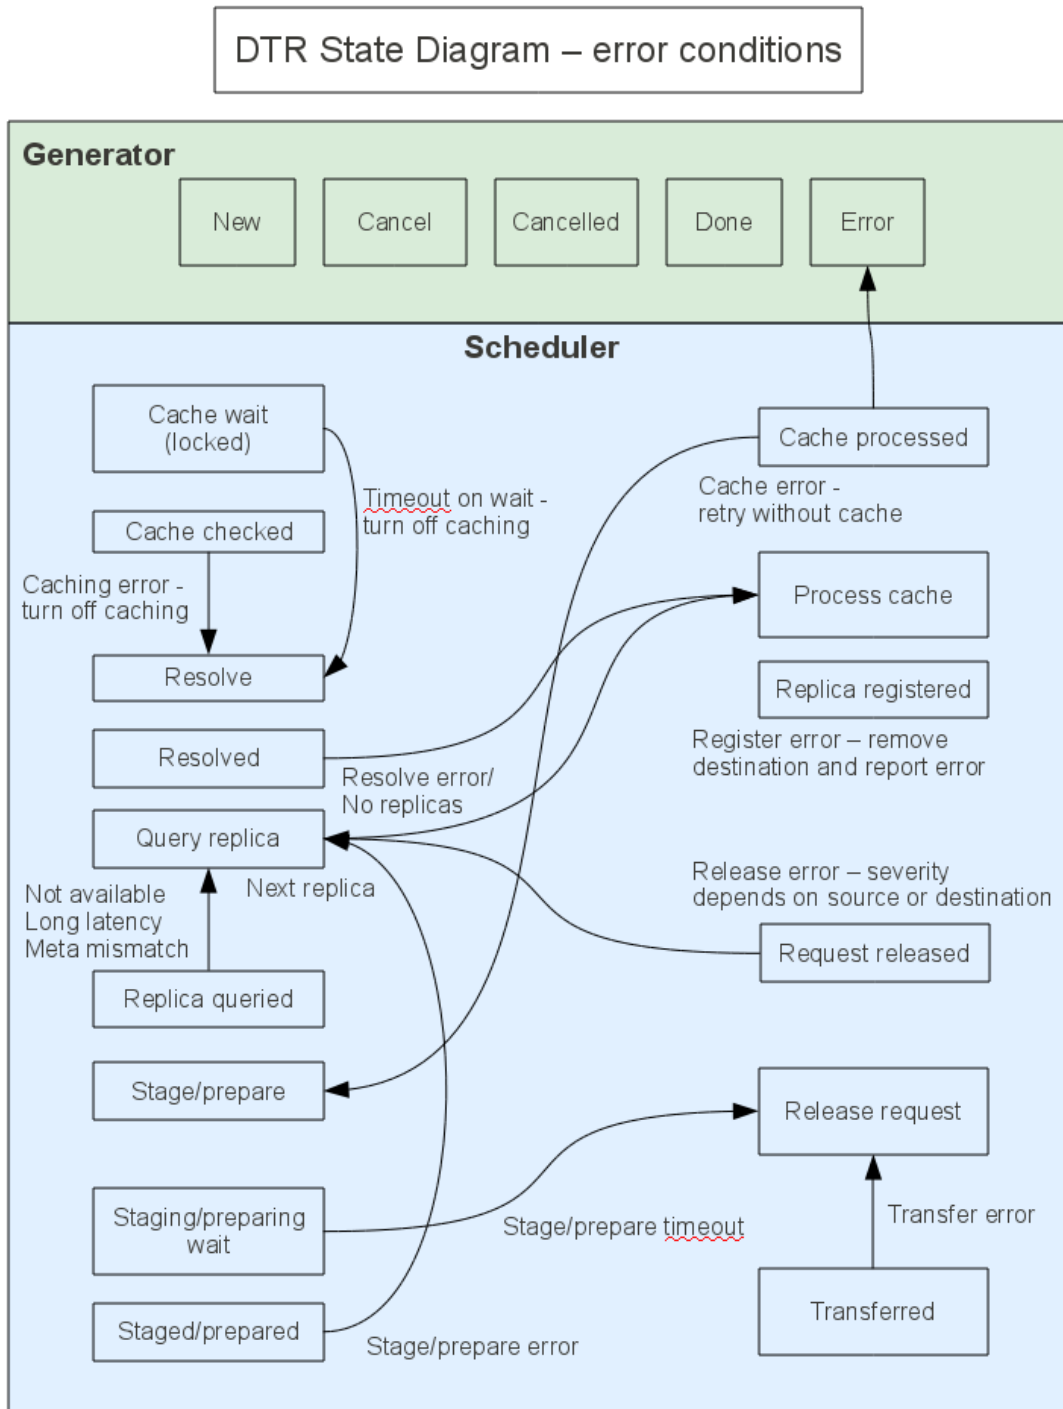 DTR State Diagram – error conditions
Generator
New
Cancel
Cancelled
Done
Error
Scheduler
Cache wait
(locked)
Timeout on wait -
turn off caching
Cache checked
Caching error -
turn off caching
Resolve
Resolved
Resolve error/
No replicas
Query replica
Next replica
Not available
Long latency
Meta mismatch
Replica queried
Stage/prepare
Staging/preparing
wait
Stage/prepare timeout
Staged/prepared
Stage/prepare error
Cache processed
Cache error -
retry without cache
Process cache
Replica registered
Register error – remove
destination and report error
Release error – severity
depends on source or destination
Request released
Release request
Transfer error
Transferred